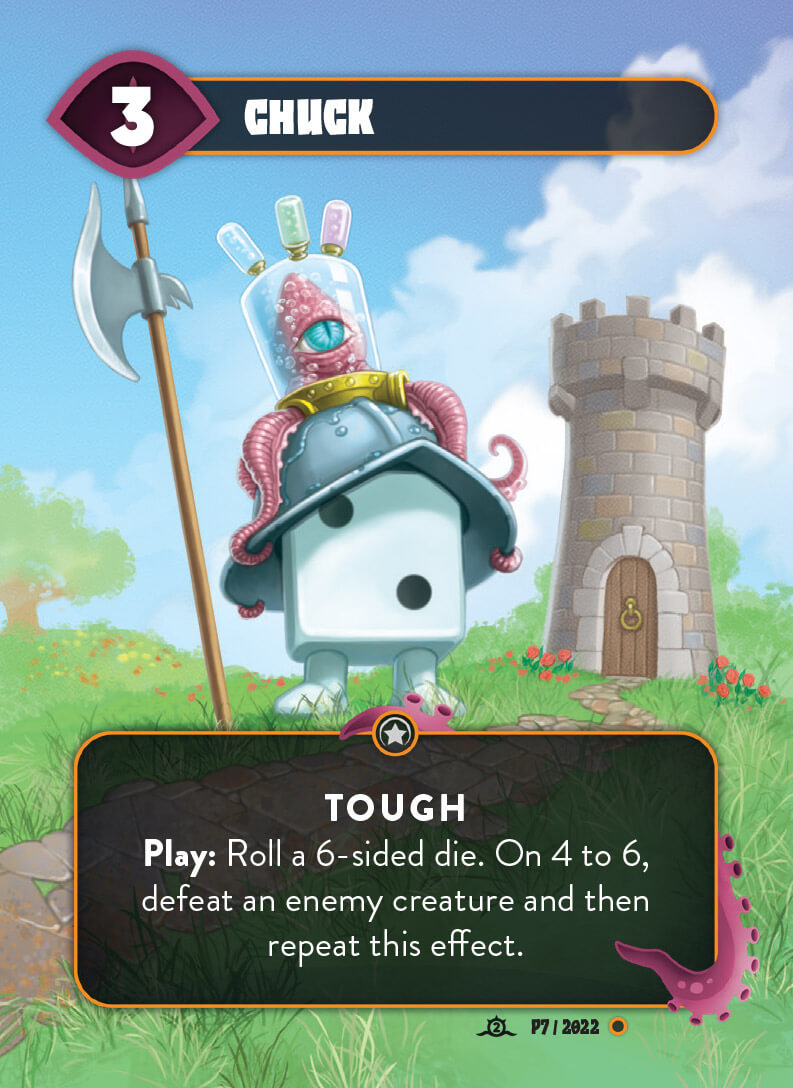 3
CHUCK
TOUGH
Play: Roll a 6-sided die. On 4 to 6,
defeat an enemy creature and then
repeat this effect.
2 P7 / 2022